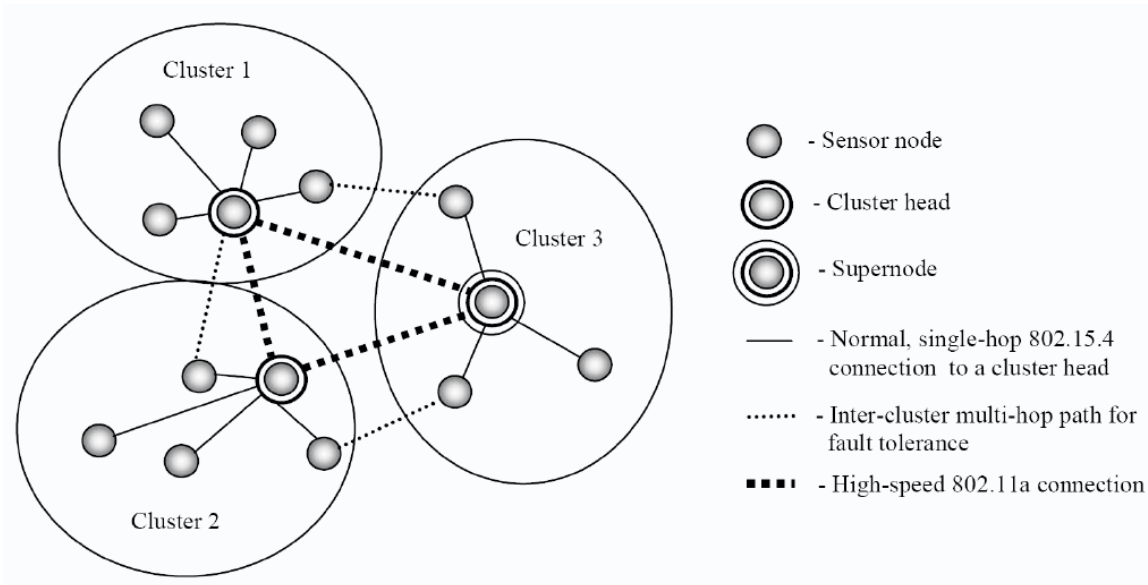 Cluster 1
Cluster 3
Cluster 2
- Sensor node
- Cluster head
- Supernode
- Normal, single-hop 802.15.4
connection to a cluster head
- Inter-cluster multi-hop path for
fault tolerance
- High-speed 802.11a connection